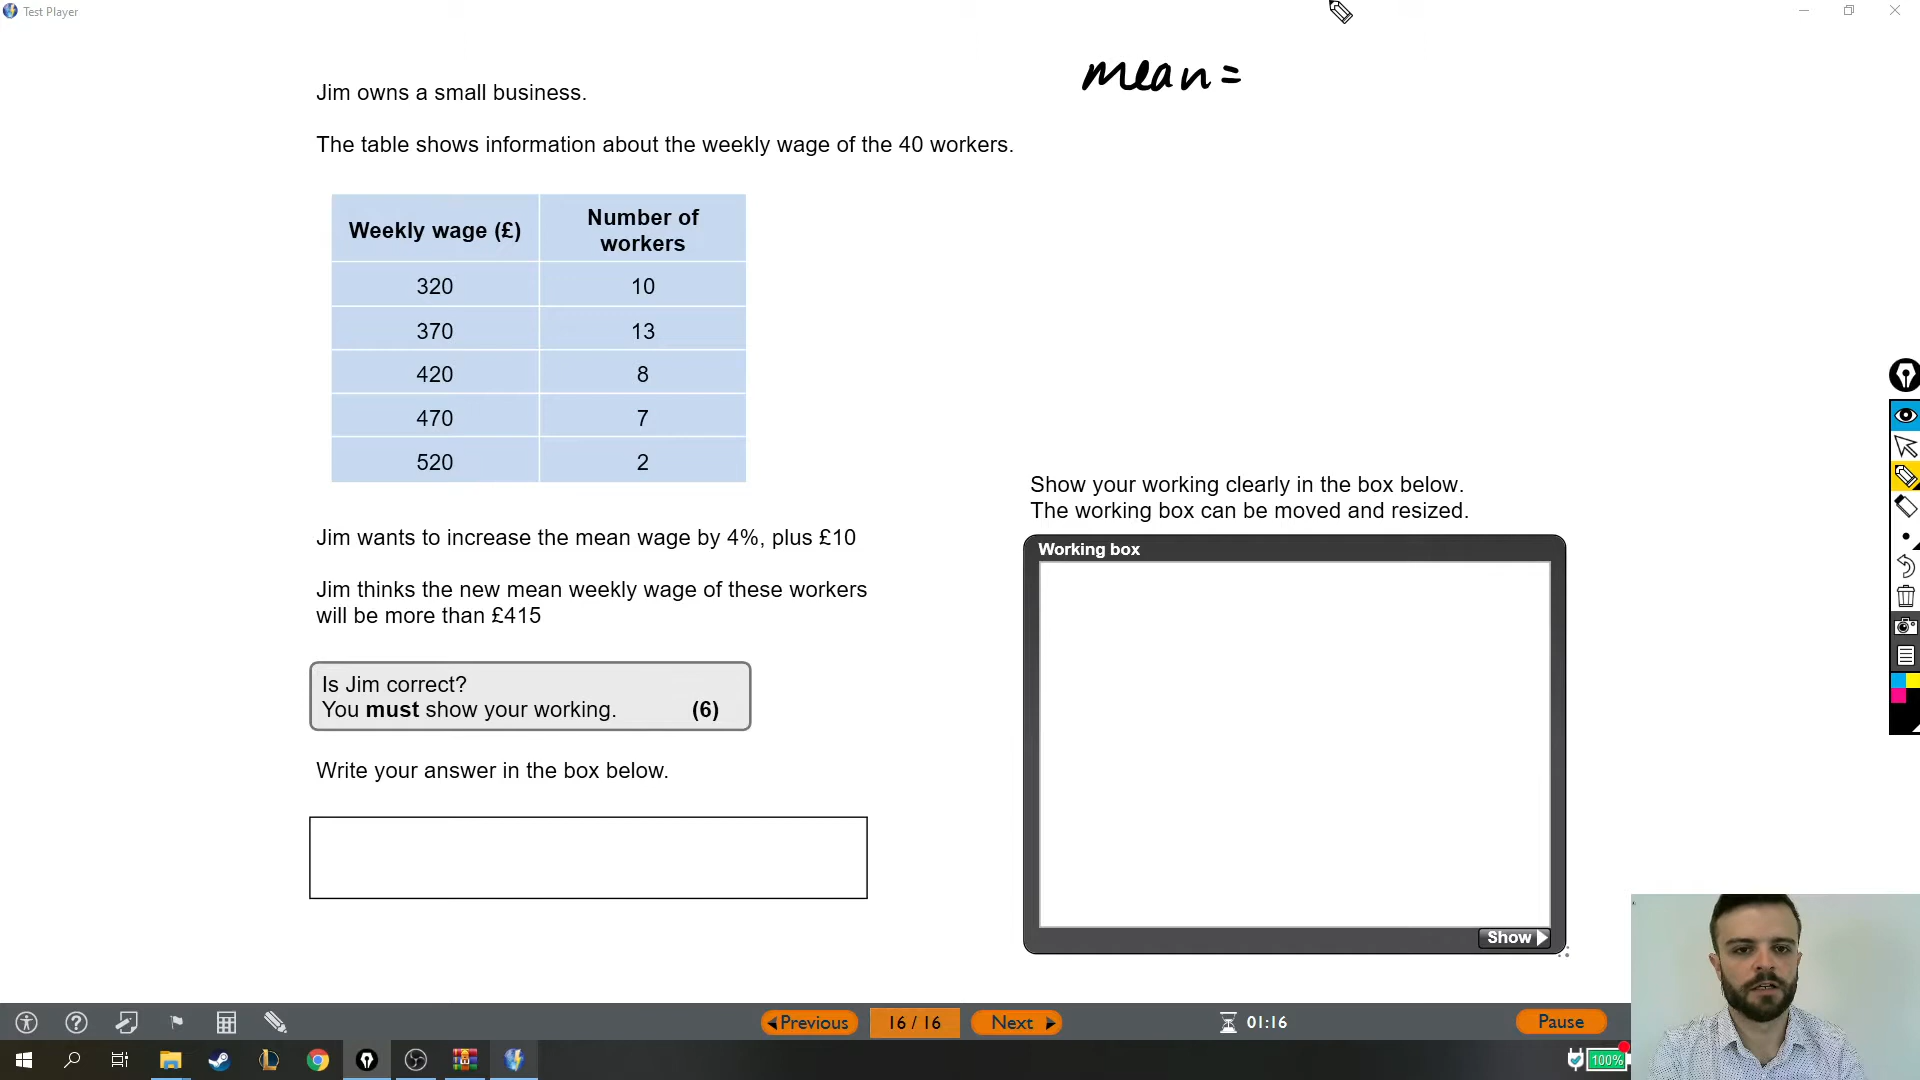 Test Player
mean =
Jim owns a small business.
The table shows information about the weekly wage of the 40 workers.
Weekly wage (£) Number of workers
320 10
370 13
420 8
470 7
520 2
Jim wants to increase the mean wage by 4%, plus £10
Jim thinks the new mean weekly wage of these workers
will be more than £415
Is Jim correct?
You must show your working. (6)
Write your answer in the box below.
Show your working clearly in the box below.
The working box can be moved and resized.
Working box
Show
Previous 16 / 16 Next 01:16 Pause
100%